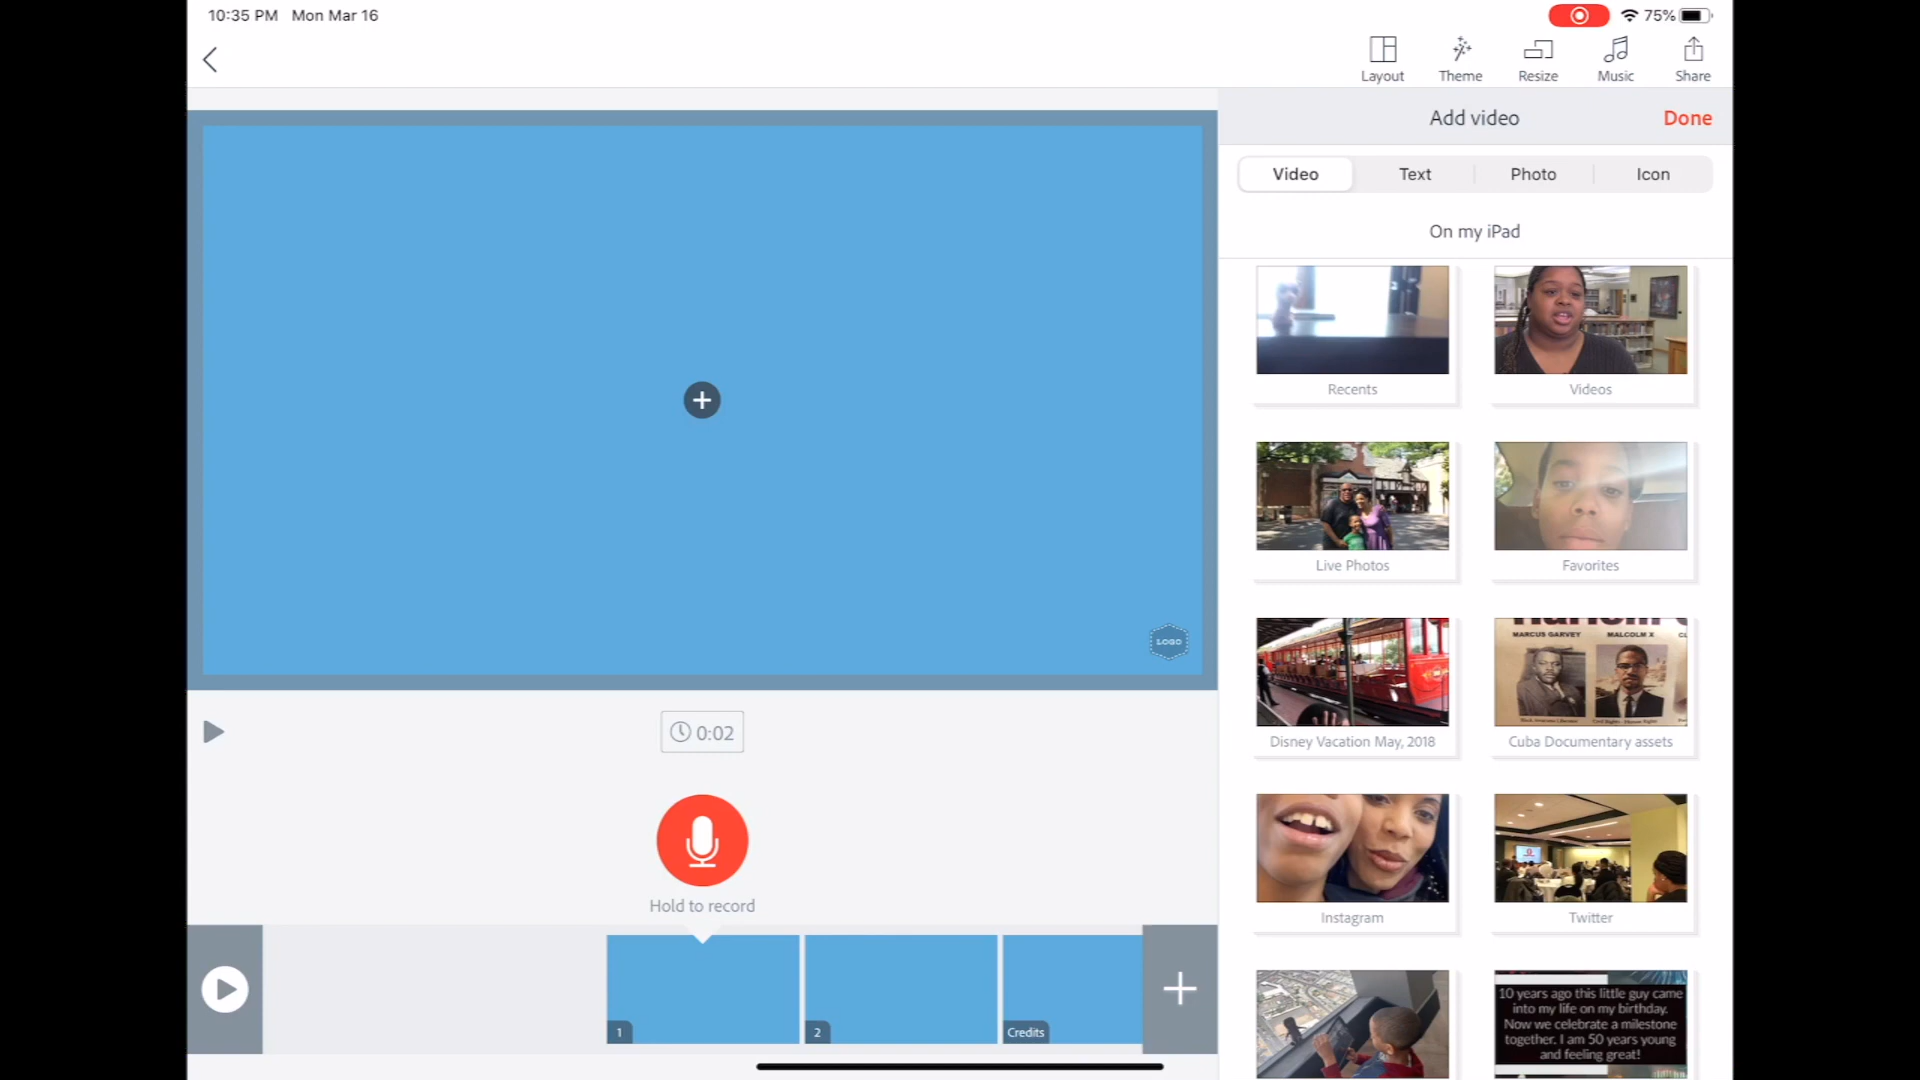 10:35 PM Mon Mar 16
75%
Layout
Theme
Resize
Music
Share
Add video
Done
Video
Text
Photo
Icon
On my iPad
Recents
Videos
Live Photos
Favorites
MARCUS GARVEY
MALCOLM X
Disney Vacation May, 2018
Cuba Documentary assets
Instagram
Twitter
10 years ago this little guy came
into my life on my birthday.
Now we celebrate a milestone
together. I am 50 years young
and feeling great!
LOGO
0:02
Hold to record
1
2
Credits